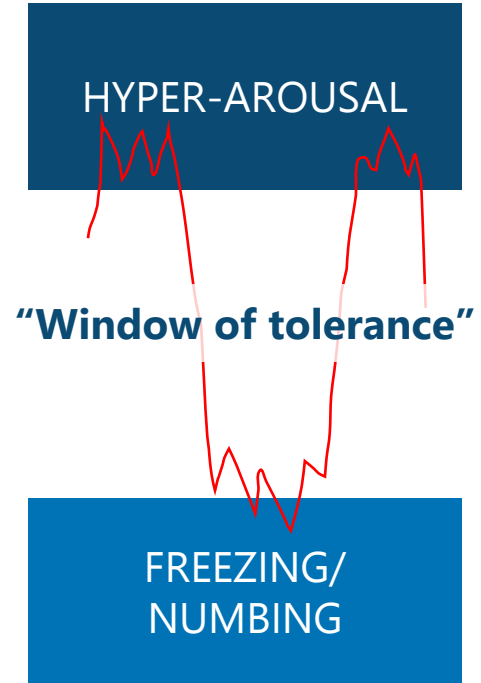 HYPER-AROUSAL
“Window of tolerance”
FREEZING/
NUMBING